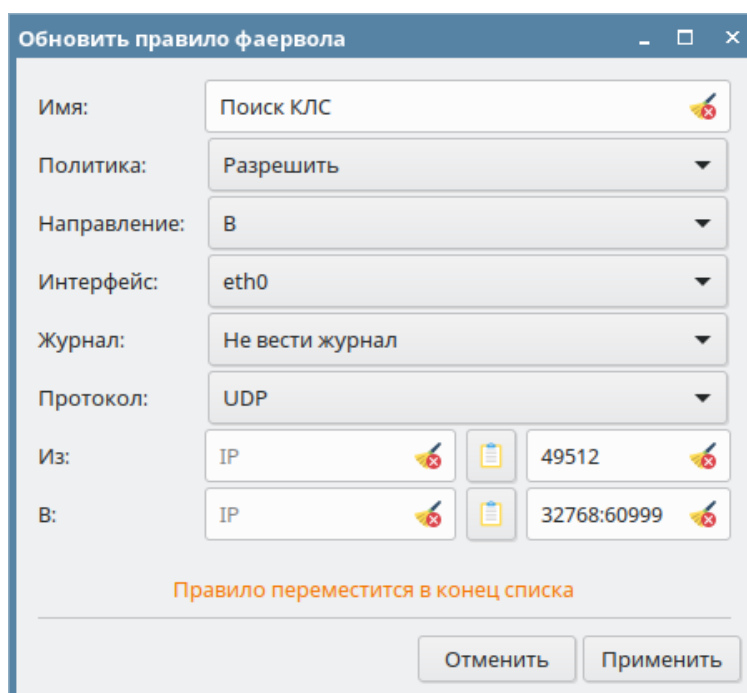 Обновить правило фаервола
Имя: Поиск КЛС
Политика: Разрешить
Направление: В
Интерфейс: eth0
Журнал: Не вести журнал
Протокол: UDP
Из: IP 49512
В: IP 32768:60999
Правило переместится в конец списка
Отменить Применить